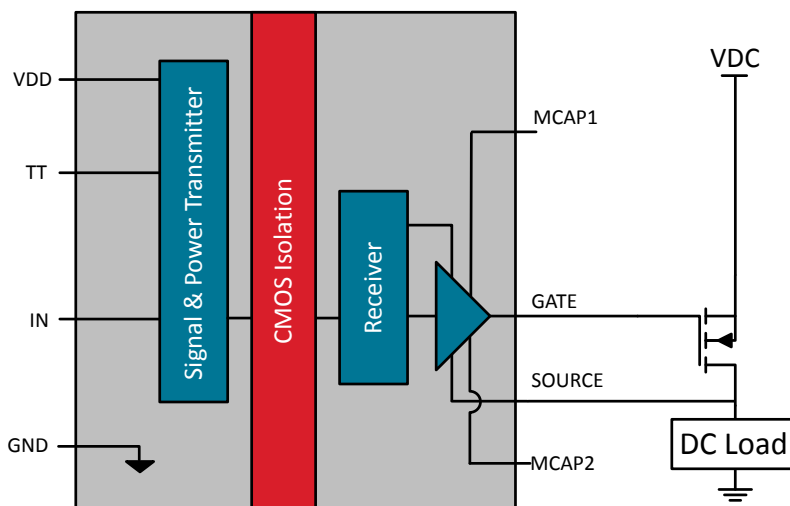 VDD
TT
IN
GND
Signal & Power Transmitter
CMOS Isolation
Receiver
MCAP1
GATE
SOURCE
MCAP2
VDC
DC Load